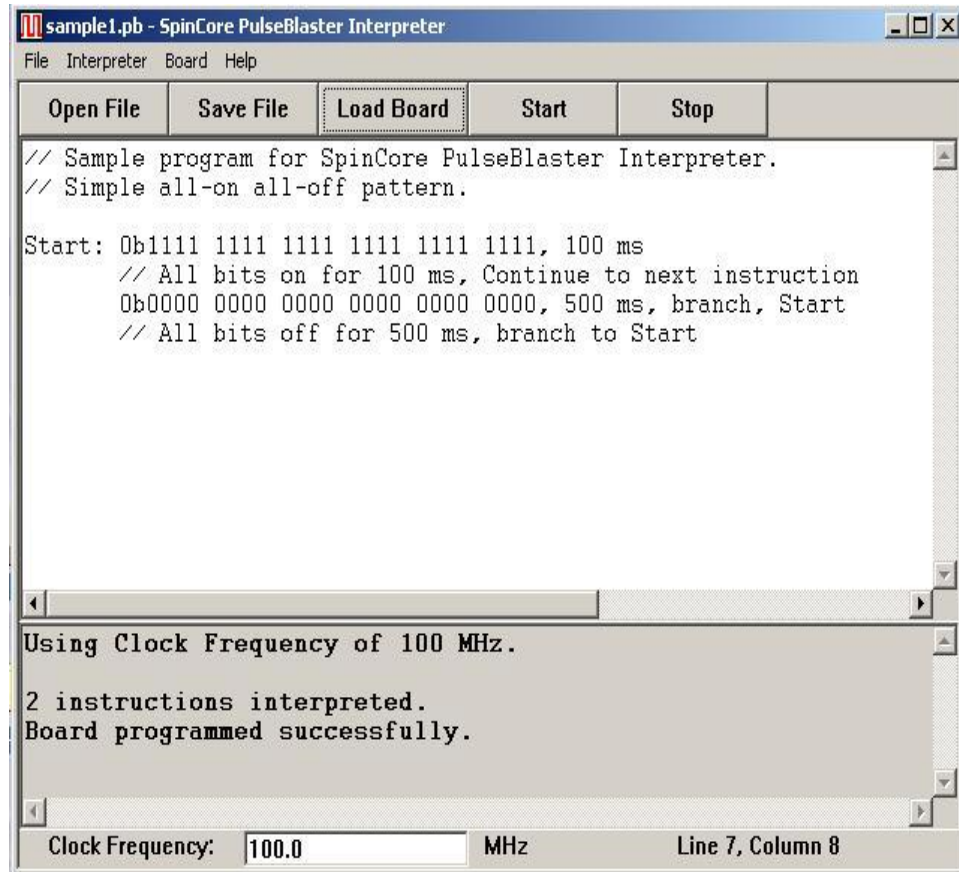 sample1.pb - SpinCore PulseBlaster Interpreter
File Interpreter Board Help
Open File Save File Load Board Start Stop
// Sample program for SpinCore PulseBlaster Interpreter.
// Simple all-on all-off pattern.
Start: 0b1111 1111 1111 1111 1111 1111, 100 ms
// All bits on for 100 ms, Continue to next instruction
0b0000 0000 0000 0000 0000 0000, 500 ms, branch, Start
// All bits off for 500 ms, branch to Start
Using Clock Frequency of 100 MHz.
2 instructions interpreted.
Board programmed successfully.
Clock Frequency: 100.0 MHz Line 7, Column 8